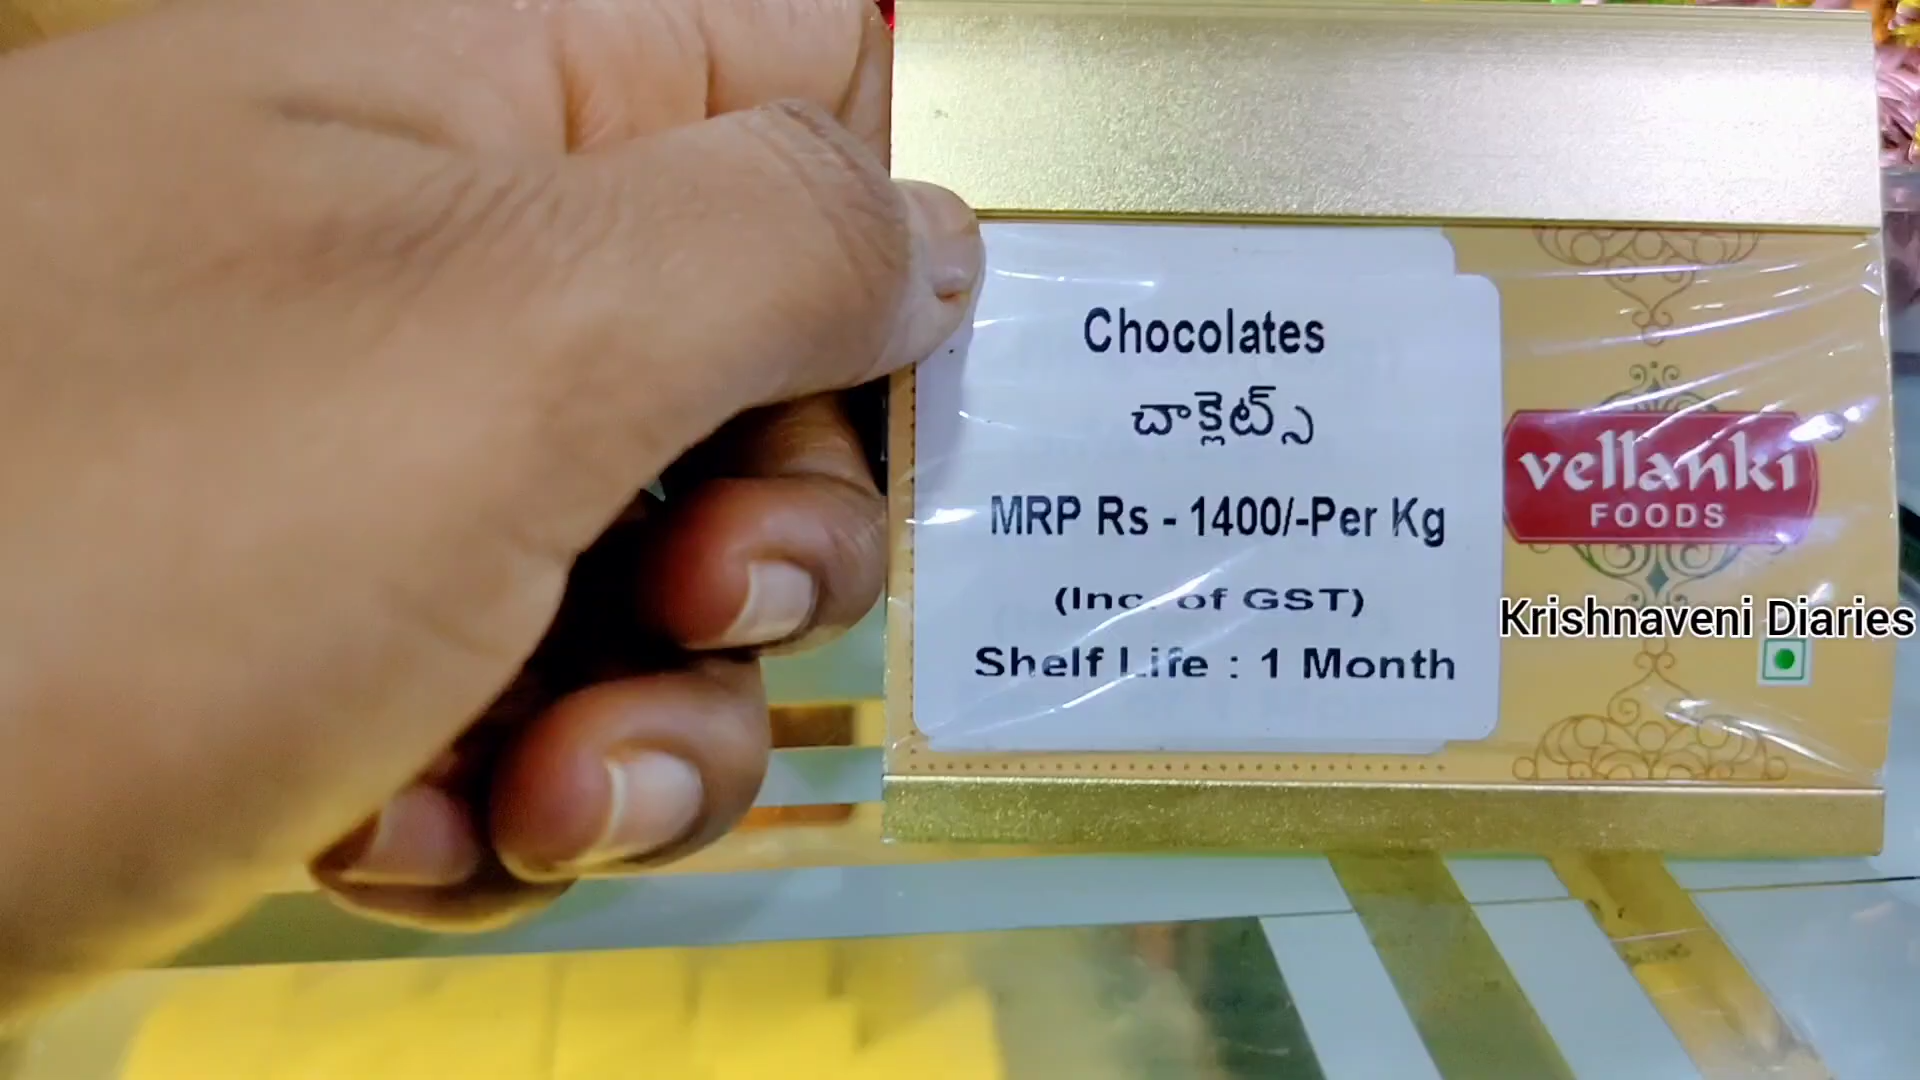 Chocolates
చాక్లెట్స్
MRP Rs - 1400/-Per Kg
(Inc. of GST)
Shelf Life : 1 Month
vellanki
FOODS
Krishnaveni Diaries